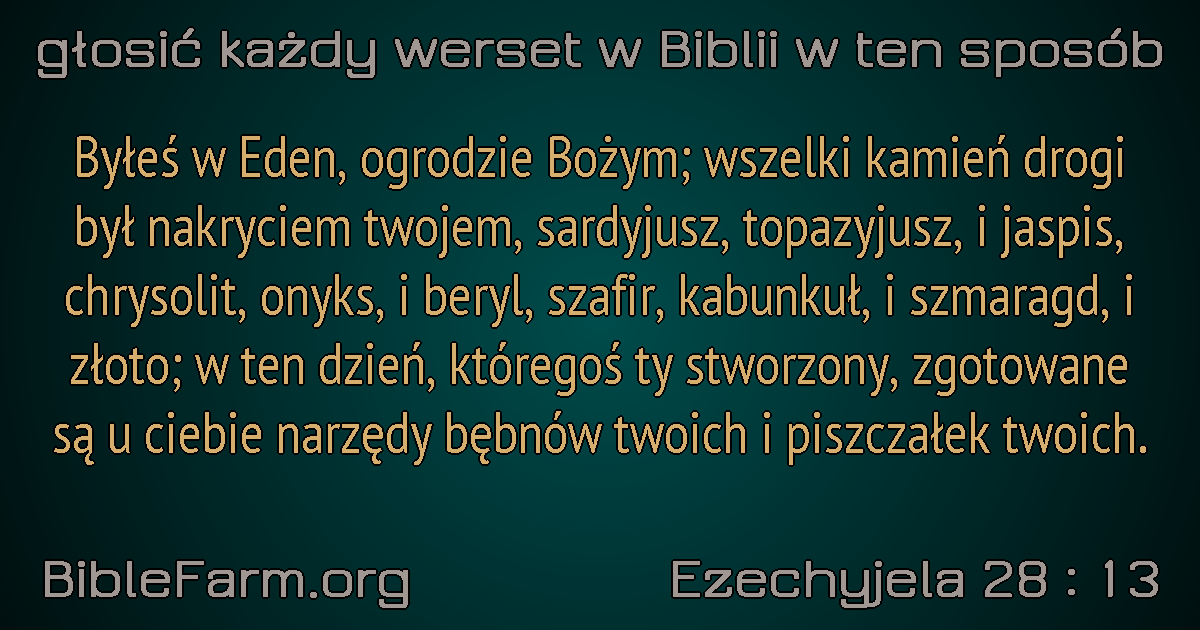 głosić każdy werset w Biblii w ten sposób
Byłeś w Eden, ogrodzie Bożym; wszelki kamień drogi
był nakryciem twojem, sardyjusz, topazyjusz, i jaspis,
chrysolit, onyks, i beryl, szafir, kabunkuł, i szmaragd, i
złoto; w ten dzień, któregoś ty stworzony, zgotowane
są u ciebie narzędy bębnów twoich i piszczałek twoich.
BibleFarm.org
Ezechyjela 28 : 13